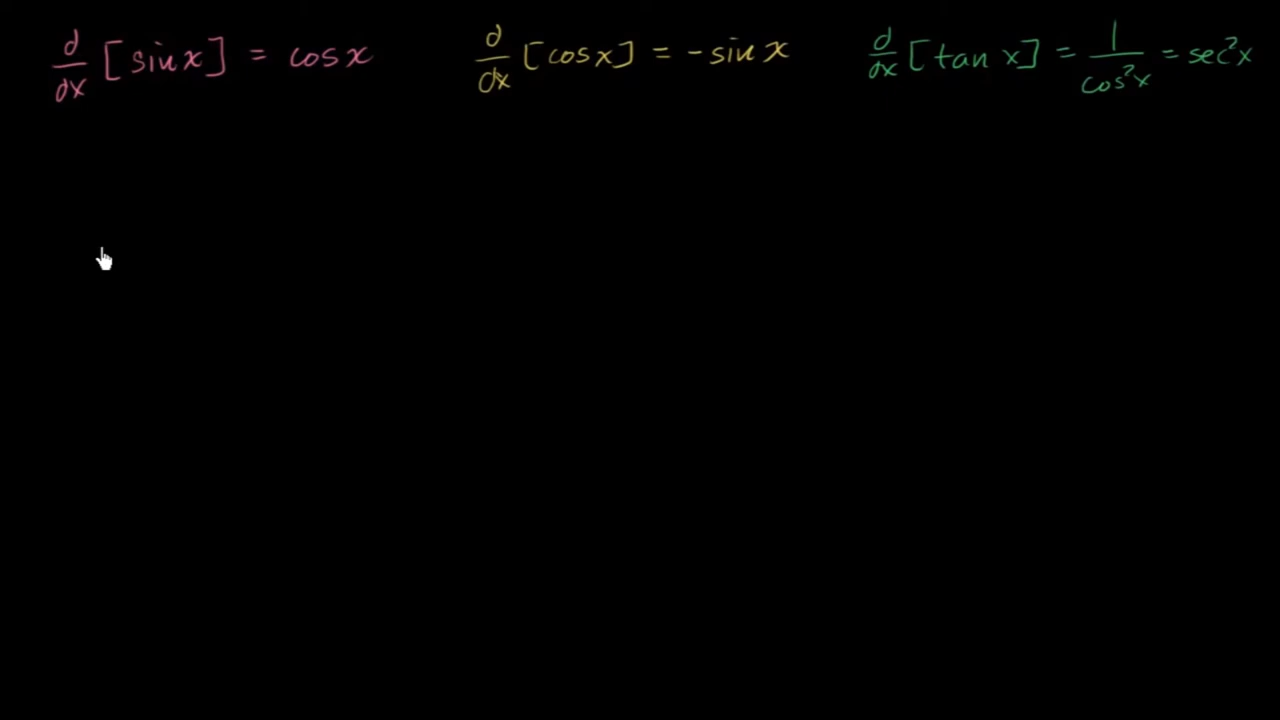 d/dx [sin x] = cos x
d/dx [cos x] = -sin x
d/dx [tan x] = 1/cos²x = sec²x